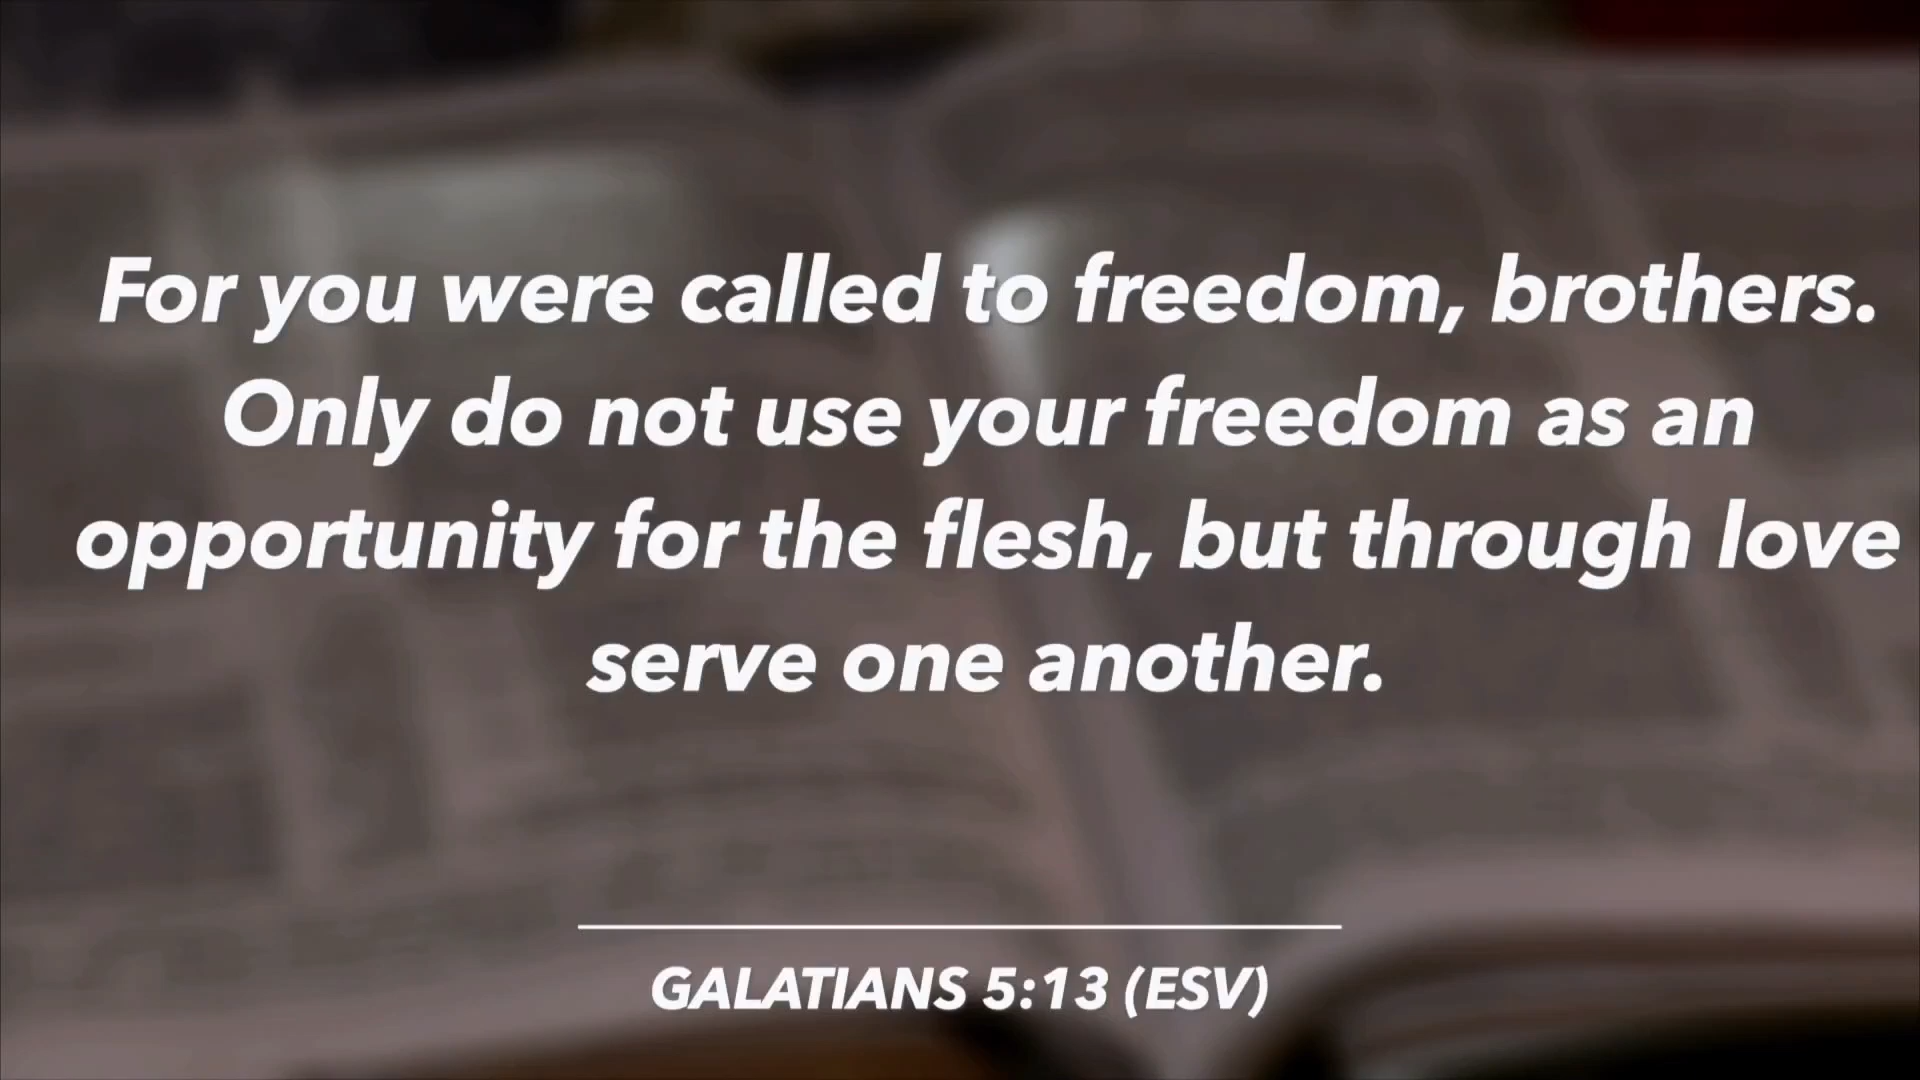 For you were called to freedom, brothers.
Only do not use your freedom as an
opportunity for the flesh, but through love
serve one another.
GALATIANS 5:13 (ESV)